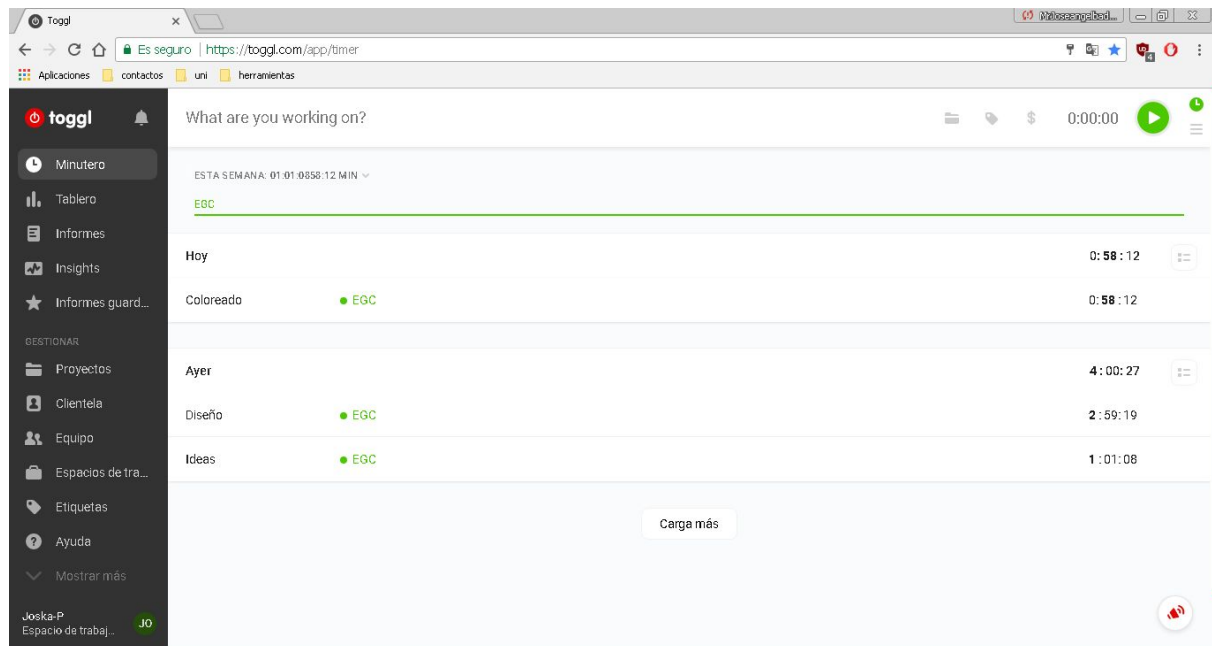 Toggl
Es seguro | https://toggl.com/app/timer
Aplicaciones contactos uni herramientas
toggl
What are you working on? $ 0:00:00
Minutero
Tablero
Informes
Insights
Informes guard...
GESTIONAR
Proyectos
Clientela
Equipo
Espacios de tra...
Etiquetas
Ayuda
Mostrar más
Joska-P
Espacio de trabaj...
JO
ESTA SEMANA: 01:01:0858:12 MIN
EGC
Hoy 0:58:12
Coloreado EGC 0:58:12
Ayer 4:00:27
Diseño EGC 2:59:19
Ideas EGC 1:01:08
Carga más